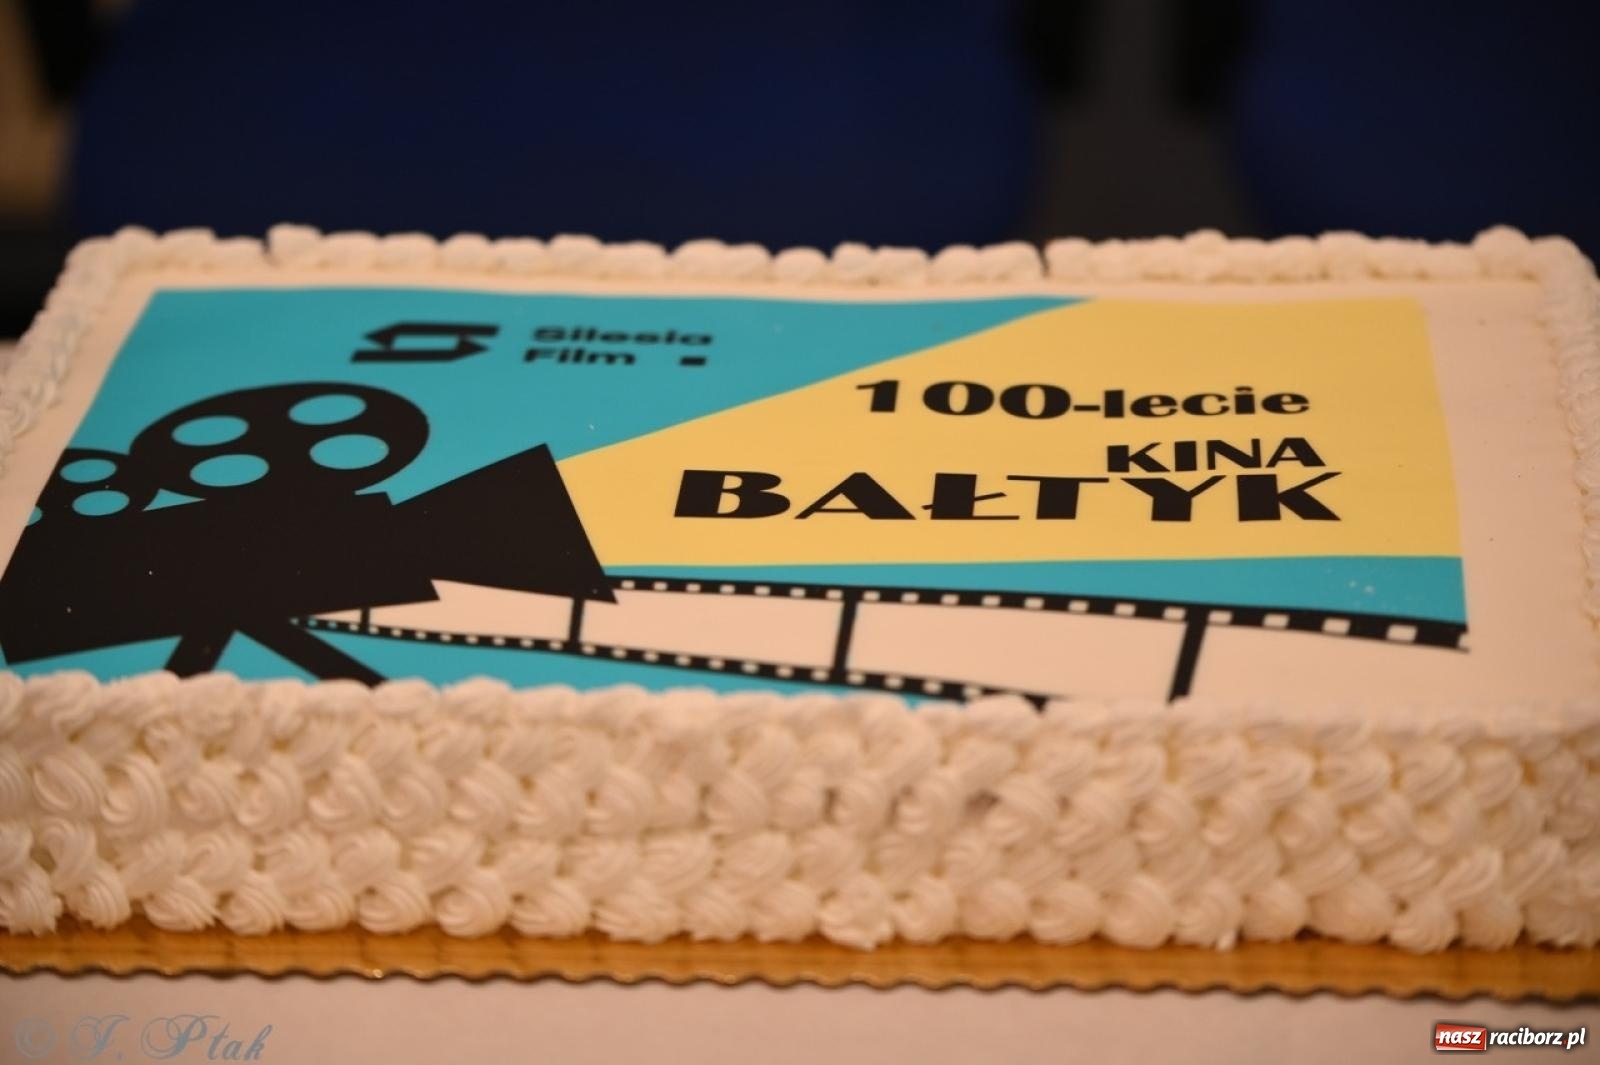 Silesia
Film
100-lecie
KINA
BAŁTYK
© J. Ptak
nasz raciborz.pl